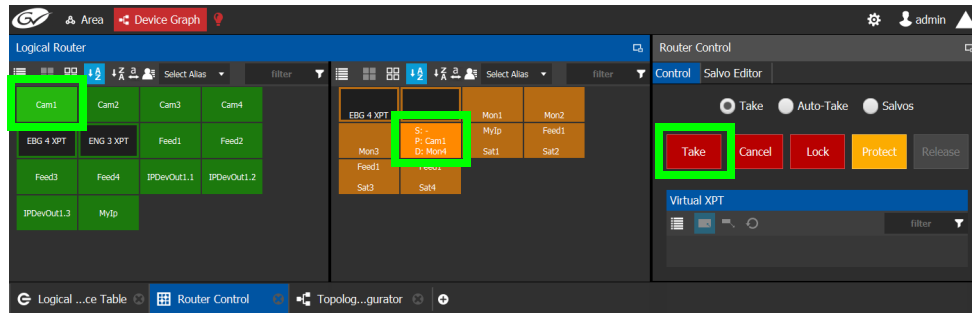 GV Area Device Graph admin
Logical Router
Router Control
Select Alias filter
Select Alias filter
Control Salvo Editor
Take Auto-Take Salvos
Cam1 Cam2 Cam3 Cam4
EBG 4 XPT Mon1 Mon2
EBG 4 XPT ENG 3 XPT Feed1 Feed2
S: -
P: Cam1
D: Mon4
MyIp Feed1
Mon3 Sat1 Sat2
Take Cancel Lock Protect Release
Feed3 Feed4 IPDevOut1.1 IPDevOut1.2
Feed1 Feed1
Sat3 Sat4
Virtual XPT
IPDevOut1.3 MyIp
filter
Logical ...ce Table Router Control Topolog...gurator